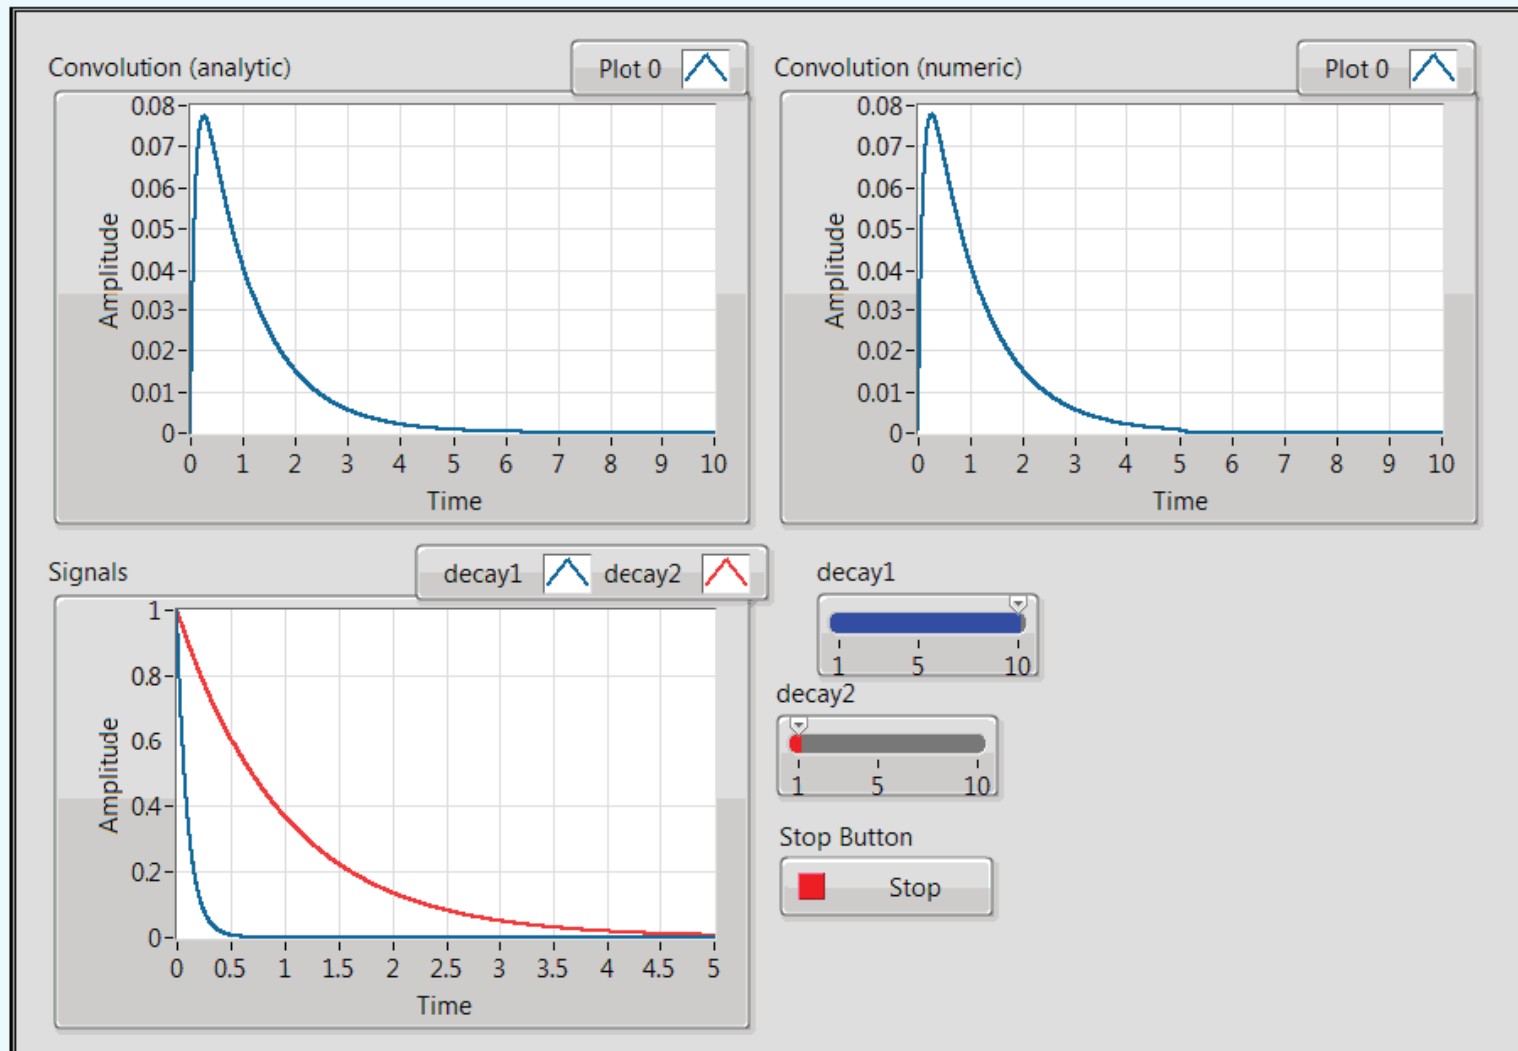 Convolution (analytic)
Plot 0
Amplitude
0.08
0.07
0.06
0.05
0.04
0.03
0.02
0.01
0
0 1 2 3 4 5 6 7 8 9 10
Time
Convolution (numeric)
Plot 0
Amplitude
0.08
0.07
0.06
0.05
0.04
0.03
0.02
0.01
0
0 1 2 3 4 5 6 7 8 9 10
Time
Signals
decay1 decay2
Amplitude
1
0.8
0.6
0.4
0.2
0
0 0.5 1 1.5 2 2.5 3 3.5 4 4.5 5
Time
decay1
1 5 10
decay2
1 5 10
Stop Button
Stop